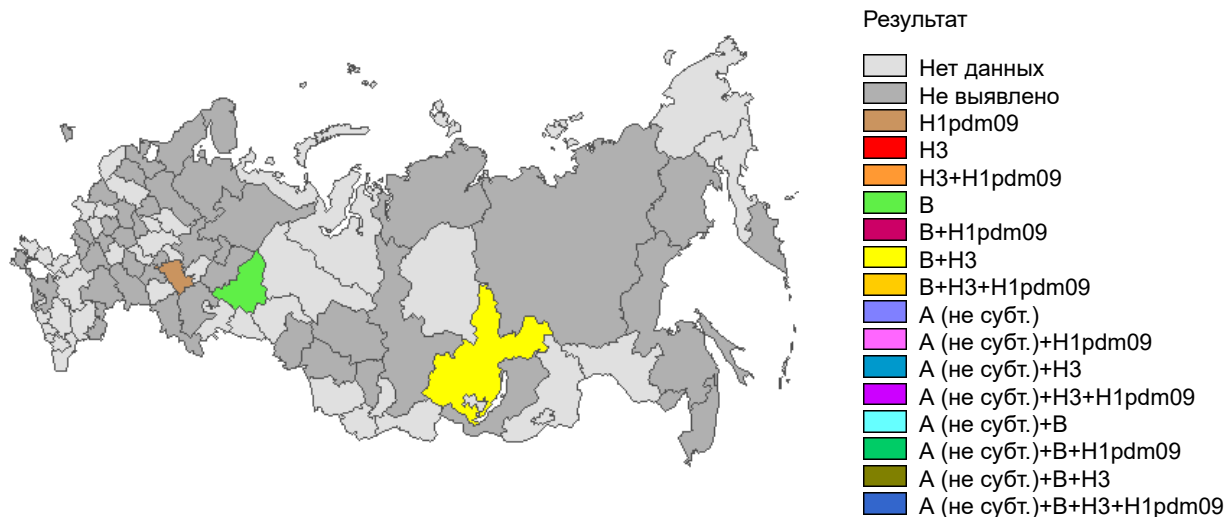 Результат
Нет данных
Не выявлено
H1pdm09
H3
H3+H1pdm09
B
B+H1pdm09
B+H3
B+H3+H1pdm09
A (не субт.)
A (не субт.)+H1pdm09
A (не субт.)+H3
A (не субт.)+H3+H1pdm09
A (не субт.)+B
A (не субт.)+B+H1pdm09
A (не субт.)+B+H3
A (не субт.)+B+H3+H1pdm09